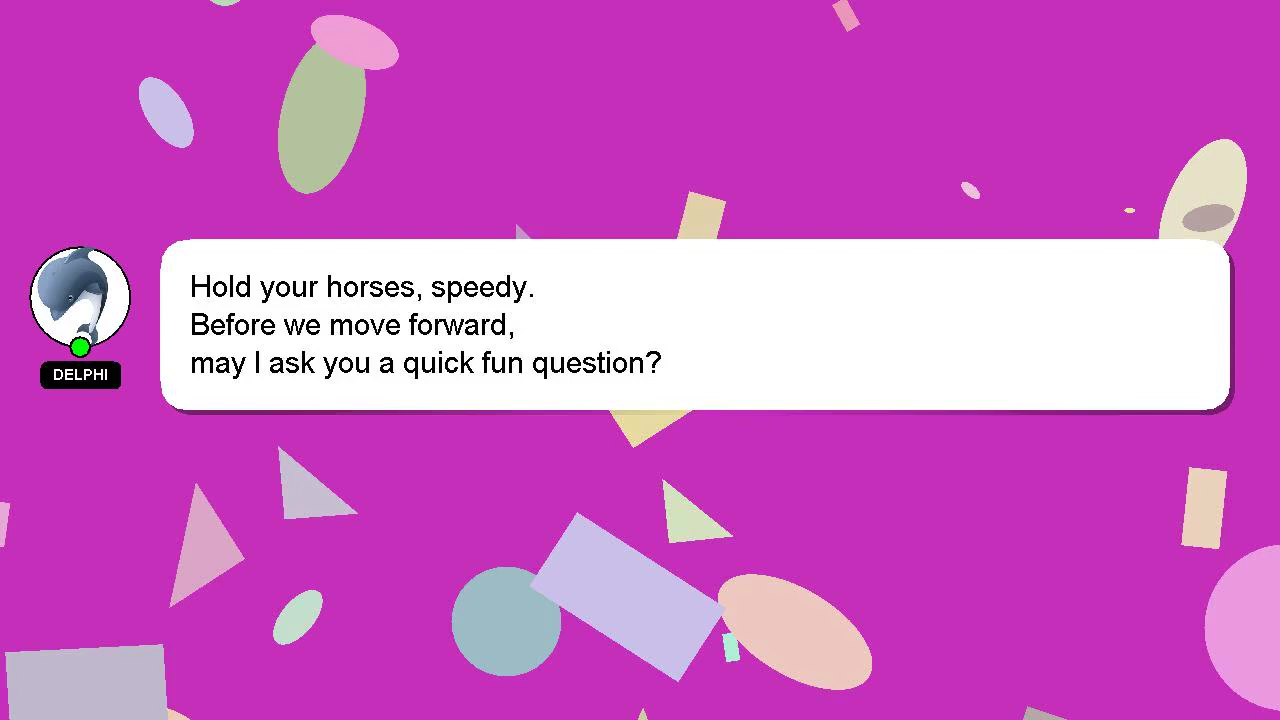 Hold your horses, speedy.
Before we move forward,
may I ask you a quick fun question?
DELPHI